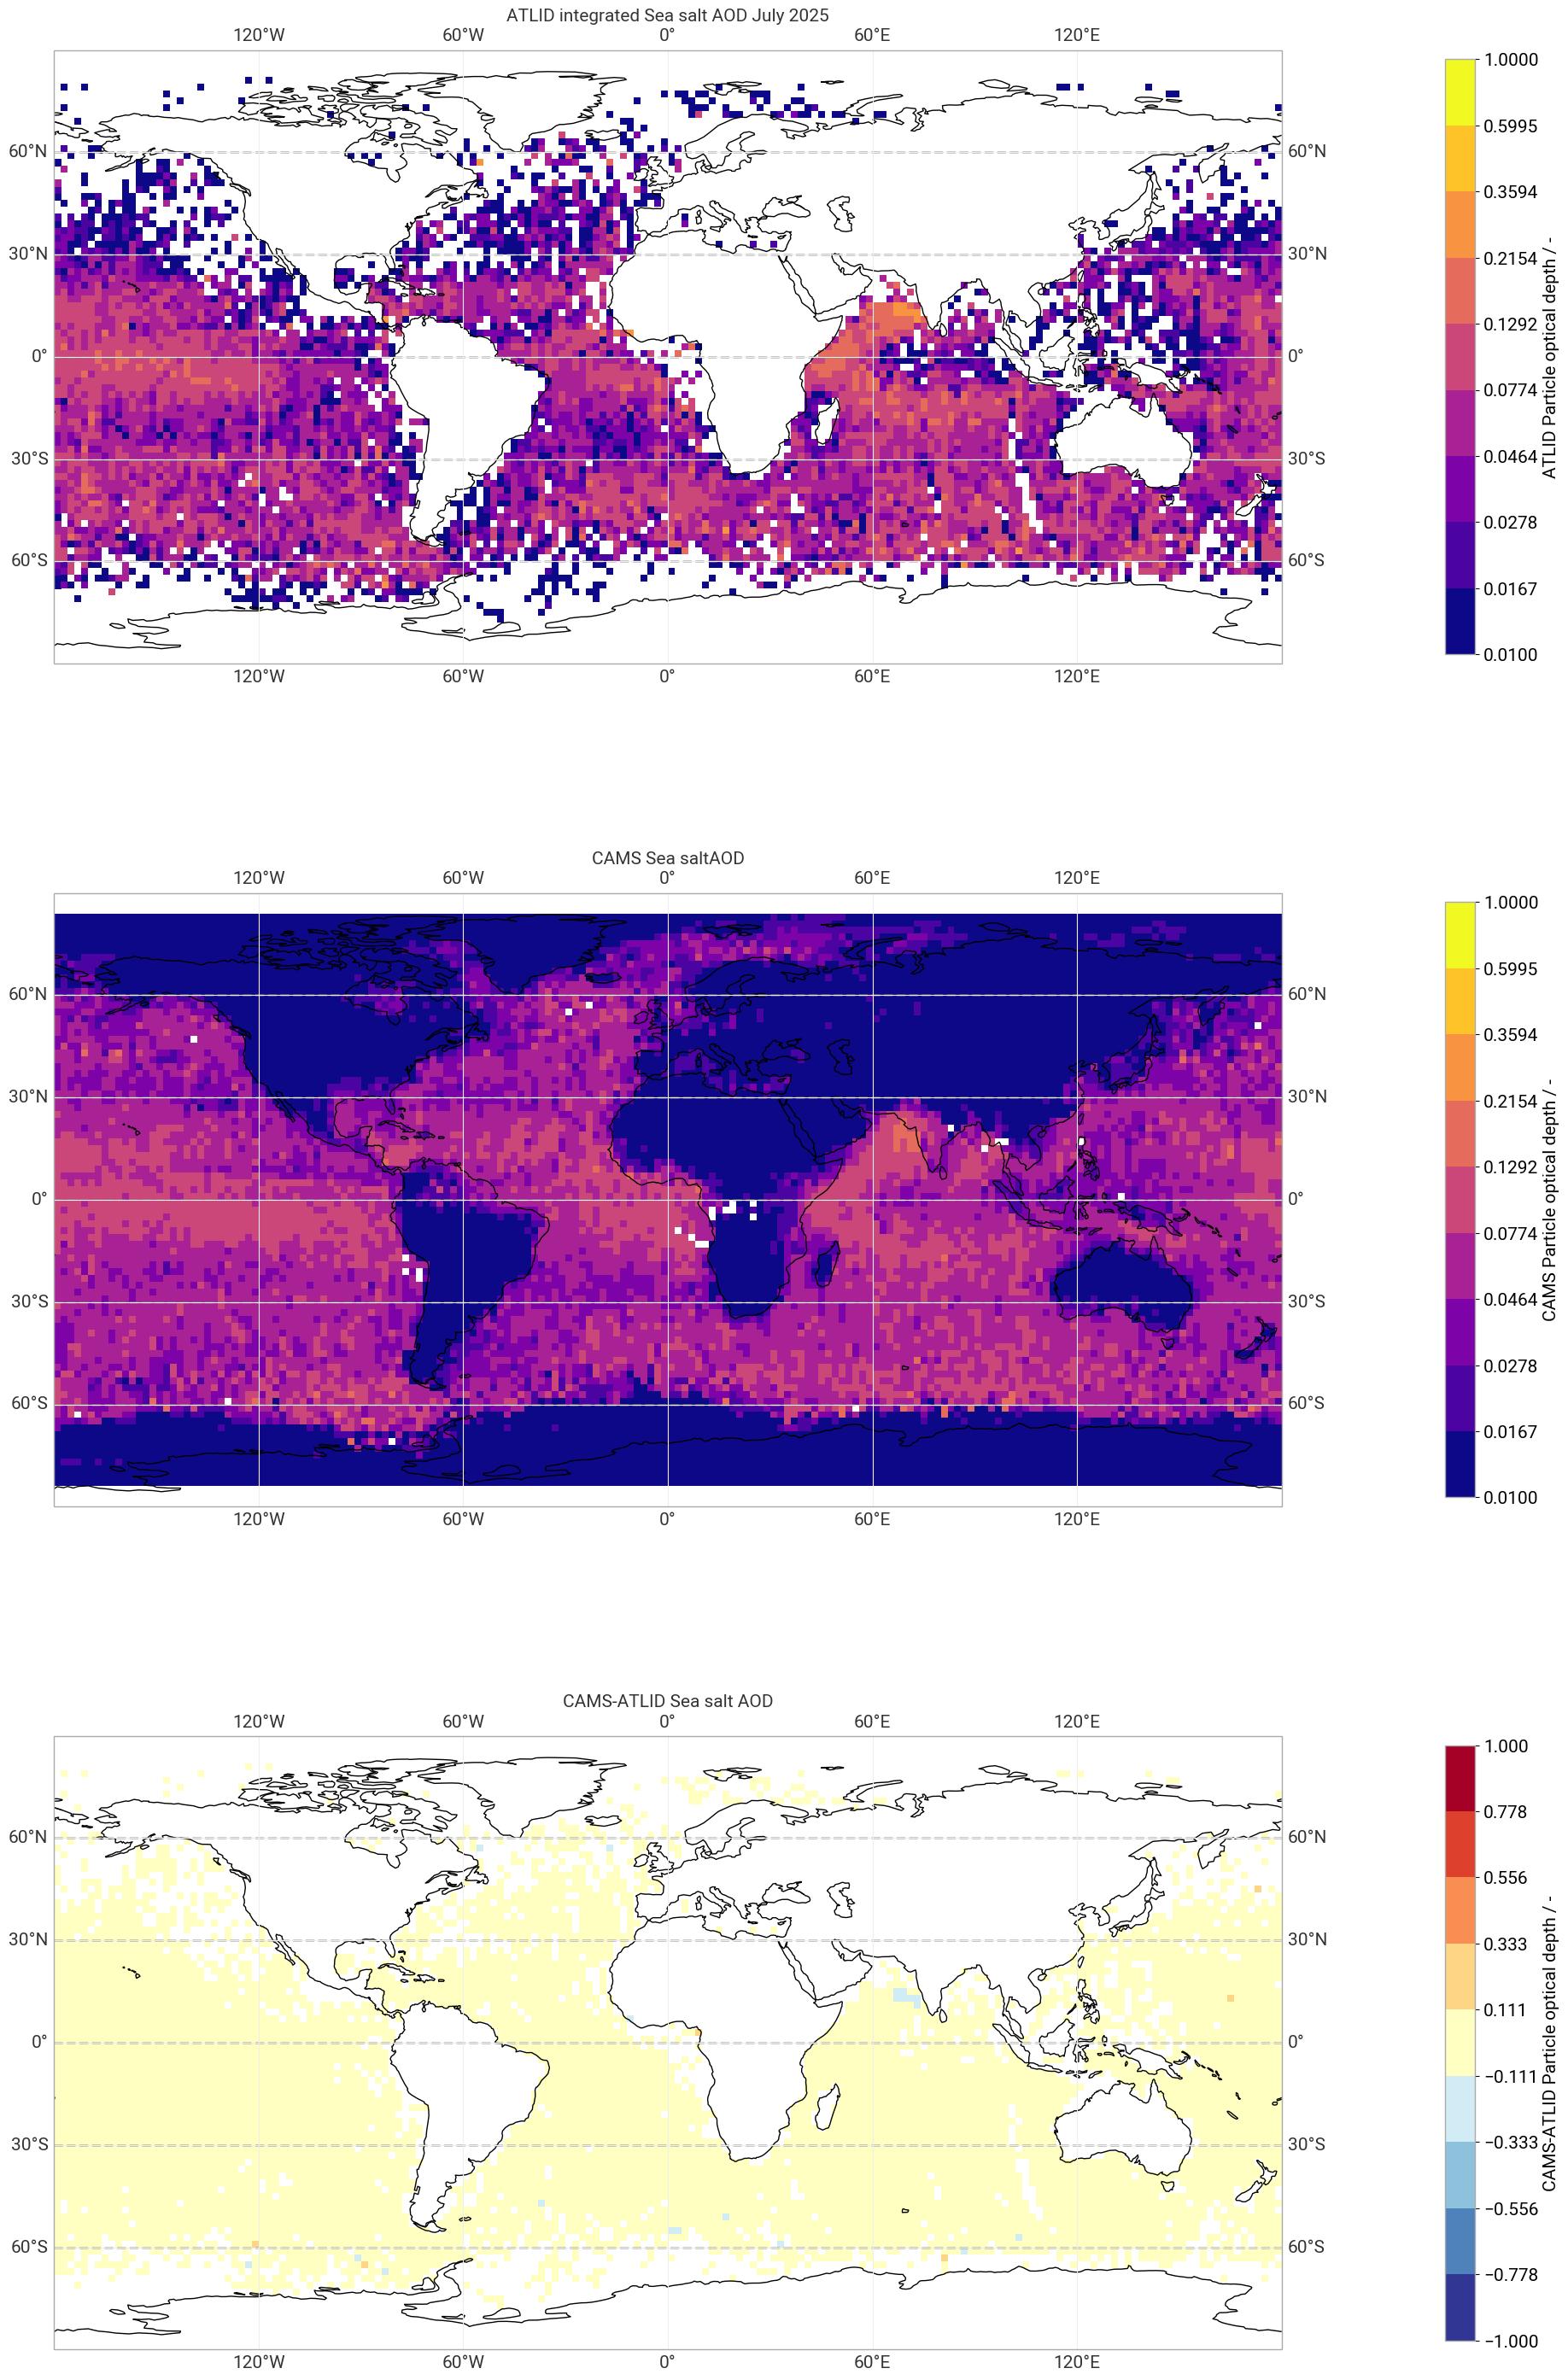 ATLID integrated Sea salt AOD July 2025
120°W 60°W 0° 60°E 120°E
60°N 60°N
30°N 30°N
0° 0°
30°S 30°S
60°S 60°S
120°W 60°W 0° 60°E 120°E
1.0000
0.5995
0.3594
0.2154
0.1292
0.0774
0.0464
0.0278
0.0167
0.0100
ATLID Particle optical depth / -
CAMS Sea saltAOD
120°W 60°W 0° 60°E 120°E
60°N 60°N
30°N 30°N
0° 0°
30°S 30°S
60°S 60°S
120°W 60°W 0° 60°E 120°E
1.0000
0.5995
0.3594
0.2154
0.1292
0.0774
0.0464
0.0278
0.0167
0.0100
CAMS Particle optical depth / -
CAMS-ATLID Sea salt AOD
120°W 60°W 0° 60°E 120°E
60°N 60°N
30°N 30°N
0° 0°
30°S 30°S
60°S 60°S
120°W 60°W 0° 60°E 120°E
1.000
0.778
0.556
0.333
0.111
−0.111
−0.333
−0.556
−0.778
−1.000
CAMS-ATLID Particle optical depth / -